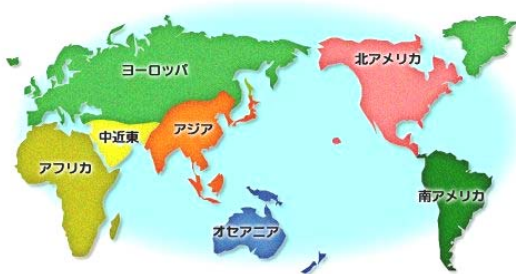 ヨーロッパ
北アメリカ
中近東
アジア
アフリカ
南アメリカ
オセアニア